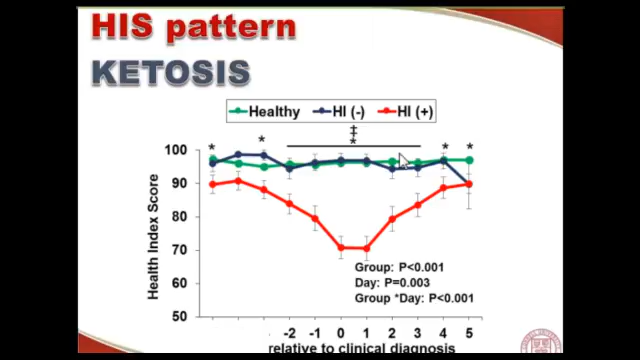 HIS pattern
KETOSIS
Healthy HI (-) HI (+)
‡
* * * * *
100
90
80
70
60
50
Health Index Score
Group: P<0.001
Day: P=0.003
Group *Day: P<0.001
-2 -1 0 1 2 3 4 5
relative to clinical diagnosis